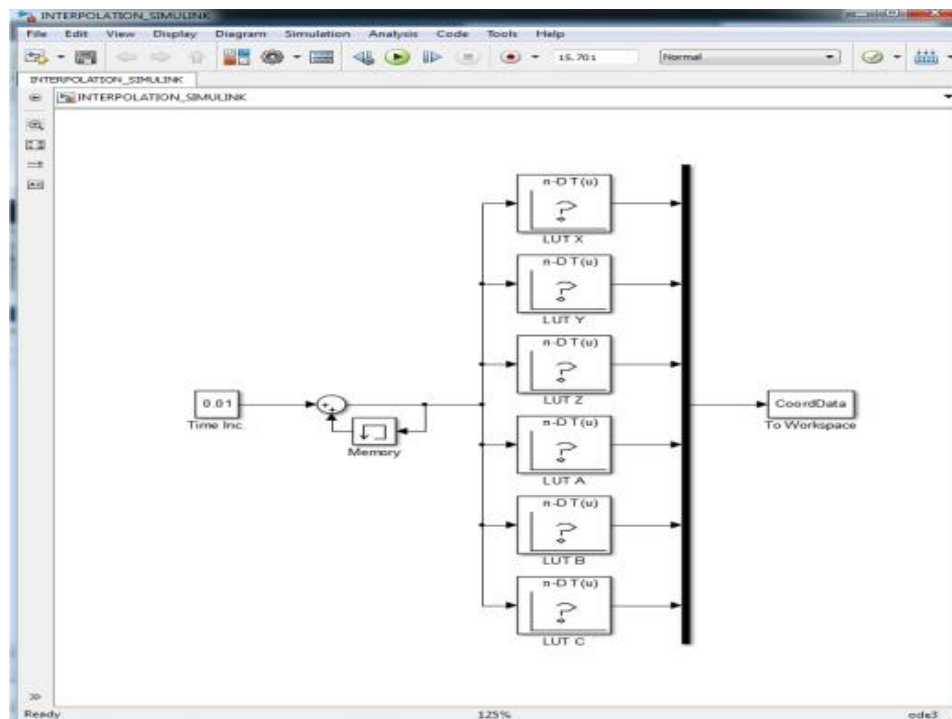 INTERPOLATION_SIMULINK
File Edit View Display Diagram Simulation Analysis Code Tools Help
15.701 Normal
INTERPOLATION_SIMULINK
INTERPOLATION_SIMULINK
n-D T(u)
LUT X
n-D T(u)
LUT Y
n-D T(u)
LUT Z
0.01
Time Inc.
Memory
CoordData
To Workspace
n-D T(u)
LUT A
n-D T(u)
LUT B
n-D T(u)
LUT C
Ready 125% ode3